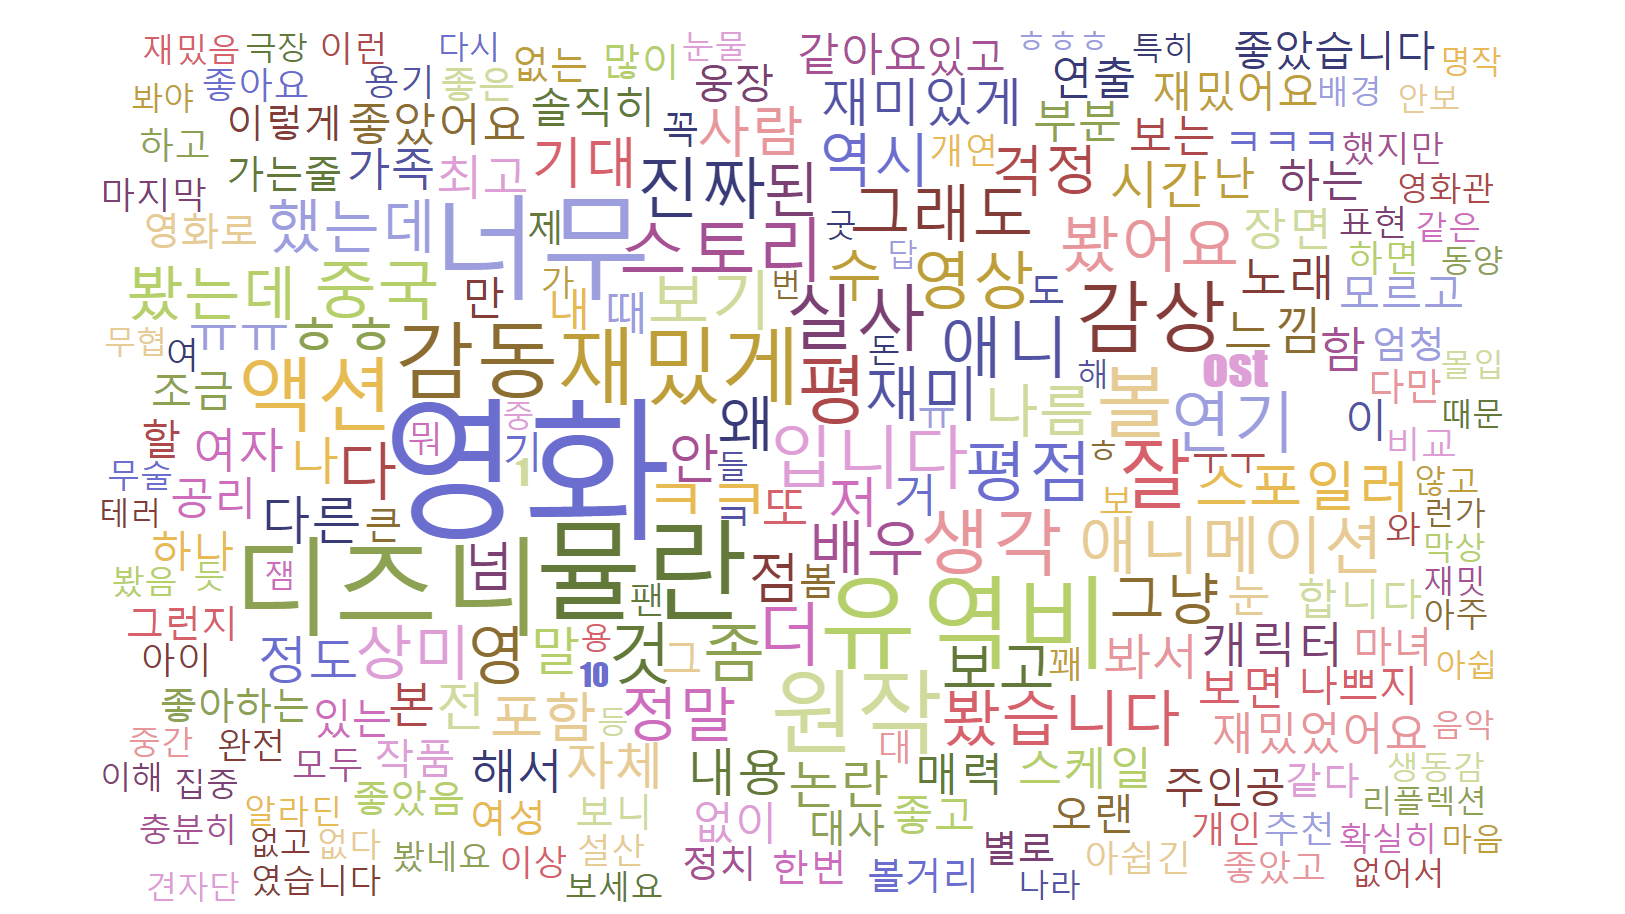 재밌음 극장 이런 다시 없는 많이 눈물 같아요 있고 ㅎㅎㅎ 특히 좋았습니다 명작
봐야 좋아요 용기 좋은 솔직히 웅장 재미있게 연출 재밌어요 배경 안보
하고 이렇게 좋았어요 꼭 사람 역시 개연 부분 보는 ㅋㅋㅋ 했지만
마지막 가는줄 가족 최고 기대 진짜 된 그래도 걱정 시간 난 하는 영화관
영화로 했는데 너무 제 스토리 굿 봤어요 장면 표현 같은
봤는데 중국 만 가 내 때 보기 번 수 답 영상 도 노래 하면 모르고 동양
무협 여 ㅠㅠ ㅎㅎ 감동 재밌게 실사 돈 애니 감상 느낌 함 엄청 몰입
조금 액션 평 재미 ㅠ 나름 해 볼 연기 ost 다만 이 때문
할 여자 나 다 영화 뭐 중 기 1 왜 안 들 입니다 평점 ㅎ 잘 ㅜㅜ 비교
무술 공리 테러 다른 큰 ㅋㅋ ㅋ 또 저 거 보 스포일러 않고
하나 디즈니 뮬란 넘 점 봄 배우 생각 애니메이션 와 런가 막상
봤음 듯 잼 팬 유역비 그냥 눈 합니다 재밋 아주
그런지 아이 정도 상미 영 말 용 것 그 좀 더 보고 꽤 봐서 캐릭터 마녀 아쉽
좋아하는 있는 본 전 포함 10 등 정말 원작 봤습니다 보면 나쁘지
중간 완전 모두 작품 해서 자체 내용 논란 대 매력 스케일 재밌었어요 음악
이해 집중 좋았음 주인공 같다 생동감
알라딘 여성 보니 없이 대사 좋고 오랜 리플렉션
충분히 없고 없다 봤네요 이상 설산 정치 한번 볼거리 별로 아쉽긴 개인 추천 확실히 마음
견자단 였습니다 보세요 나라 좋았고 없어서